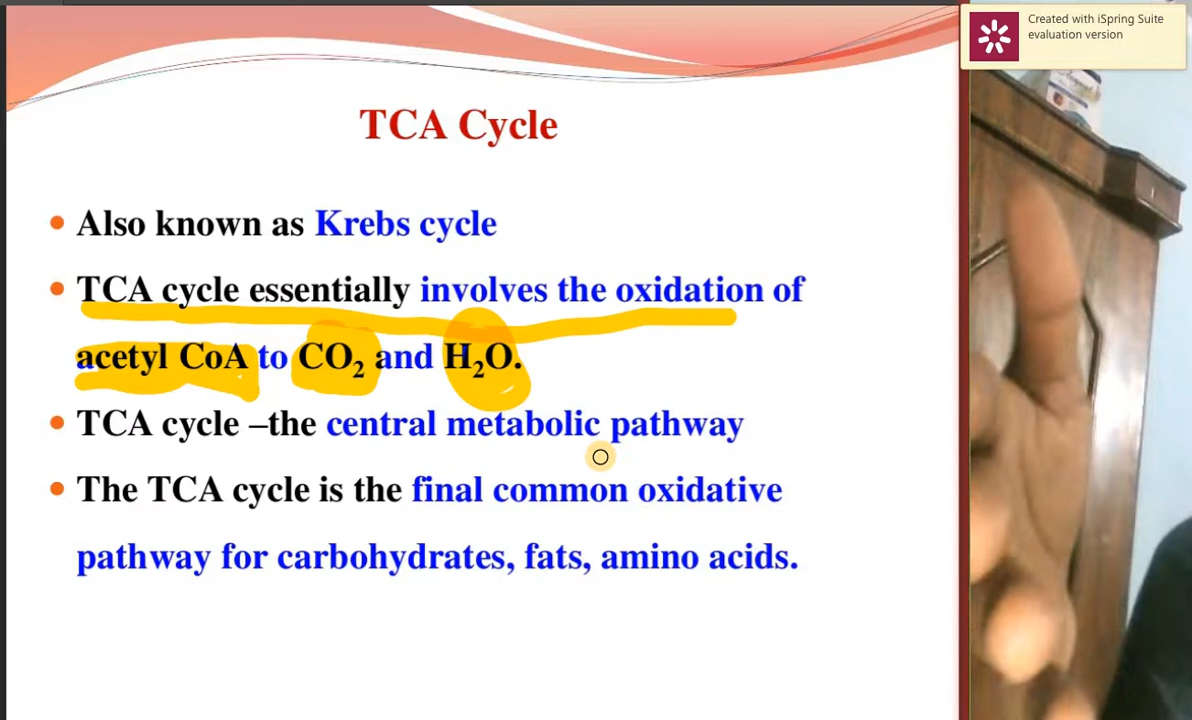 Created with iSpring Suite
evaluation version
TCA Cycle
• Also known as Krebs cycle
• TCA cycle essentially involves the oxidation of
acetyl CoA to CO₂ and H₂O.
• TCA cycle –the central metabolic pathway
• The TCA cycle is the final common oxidative
pathway for carbohydrates, fats, amino acids.